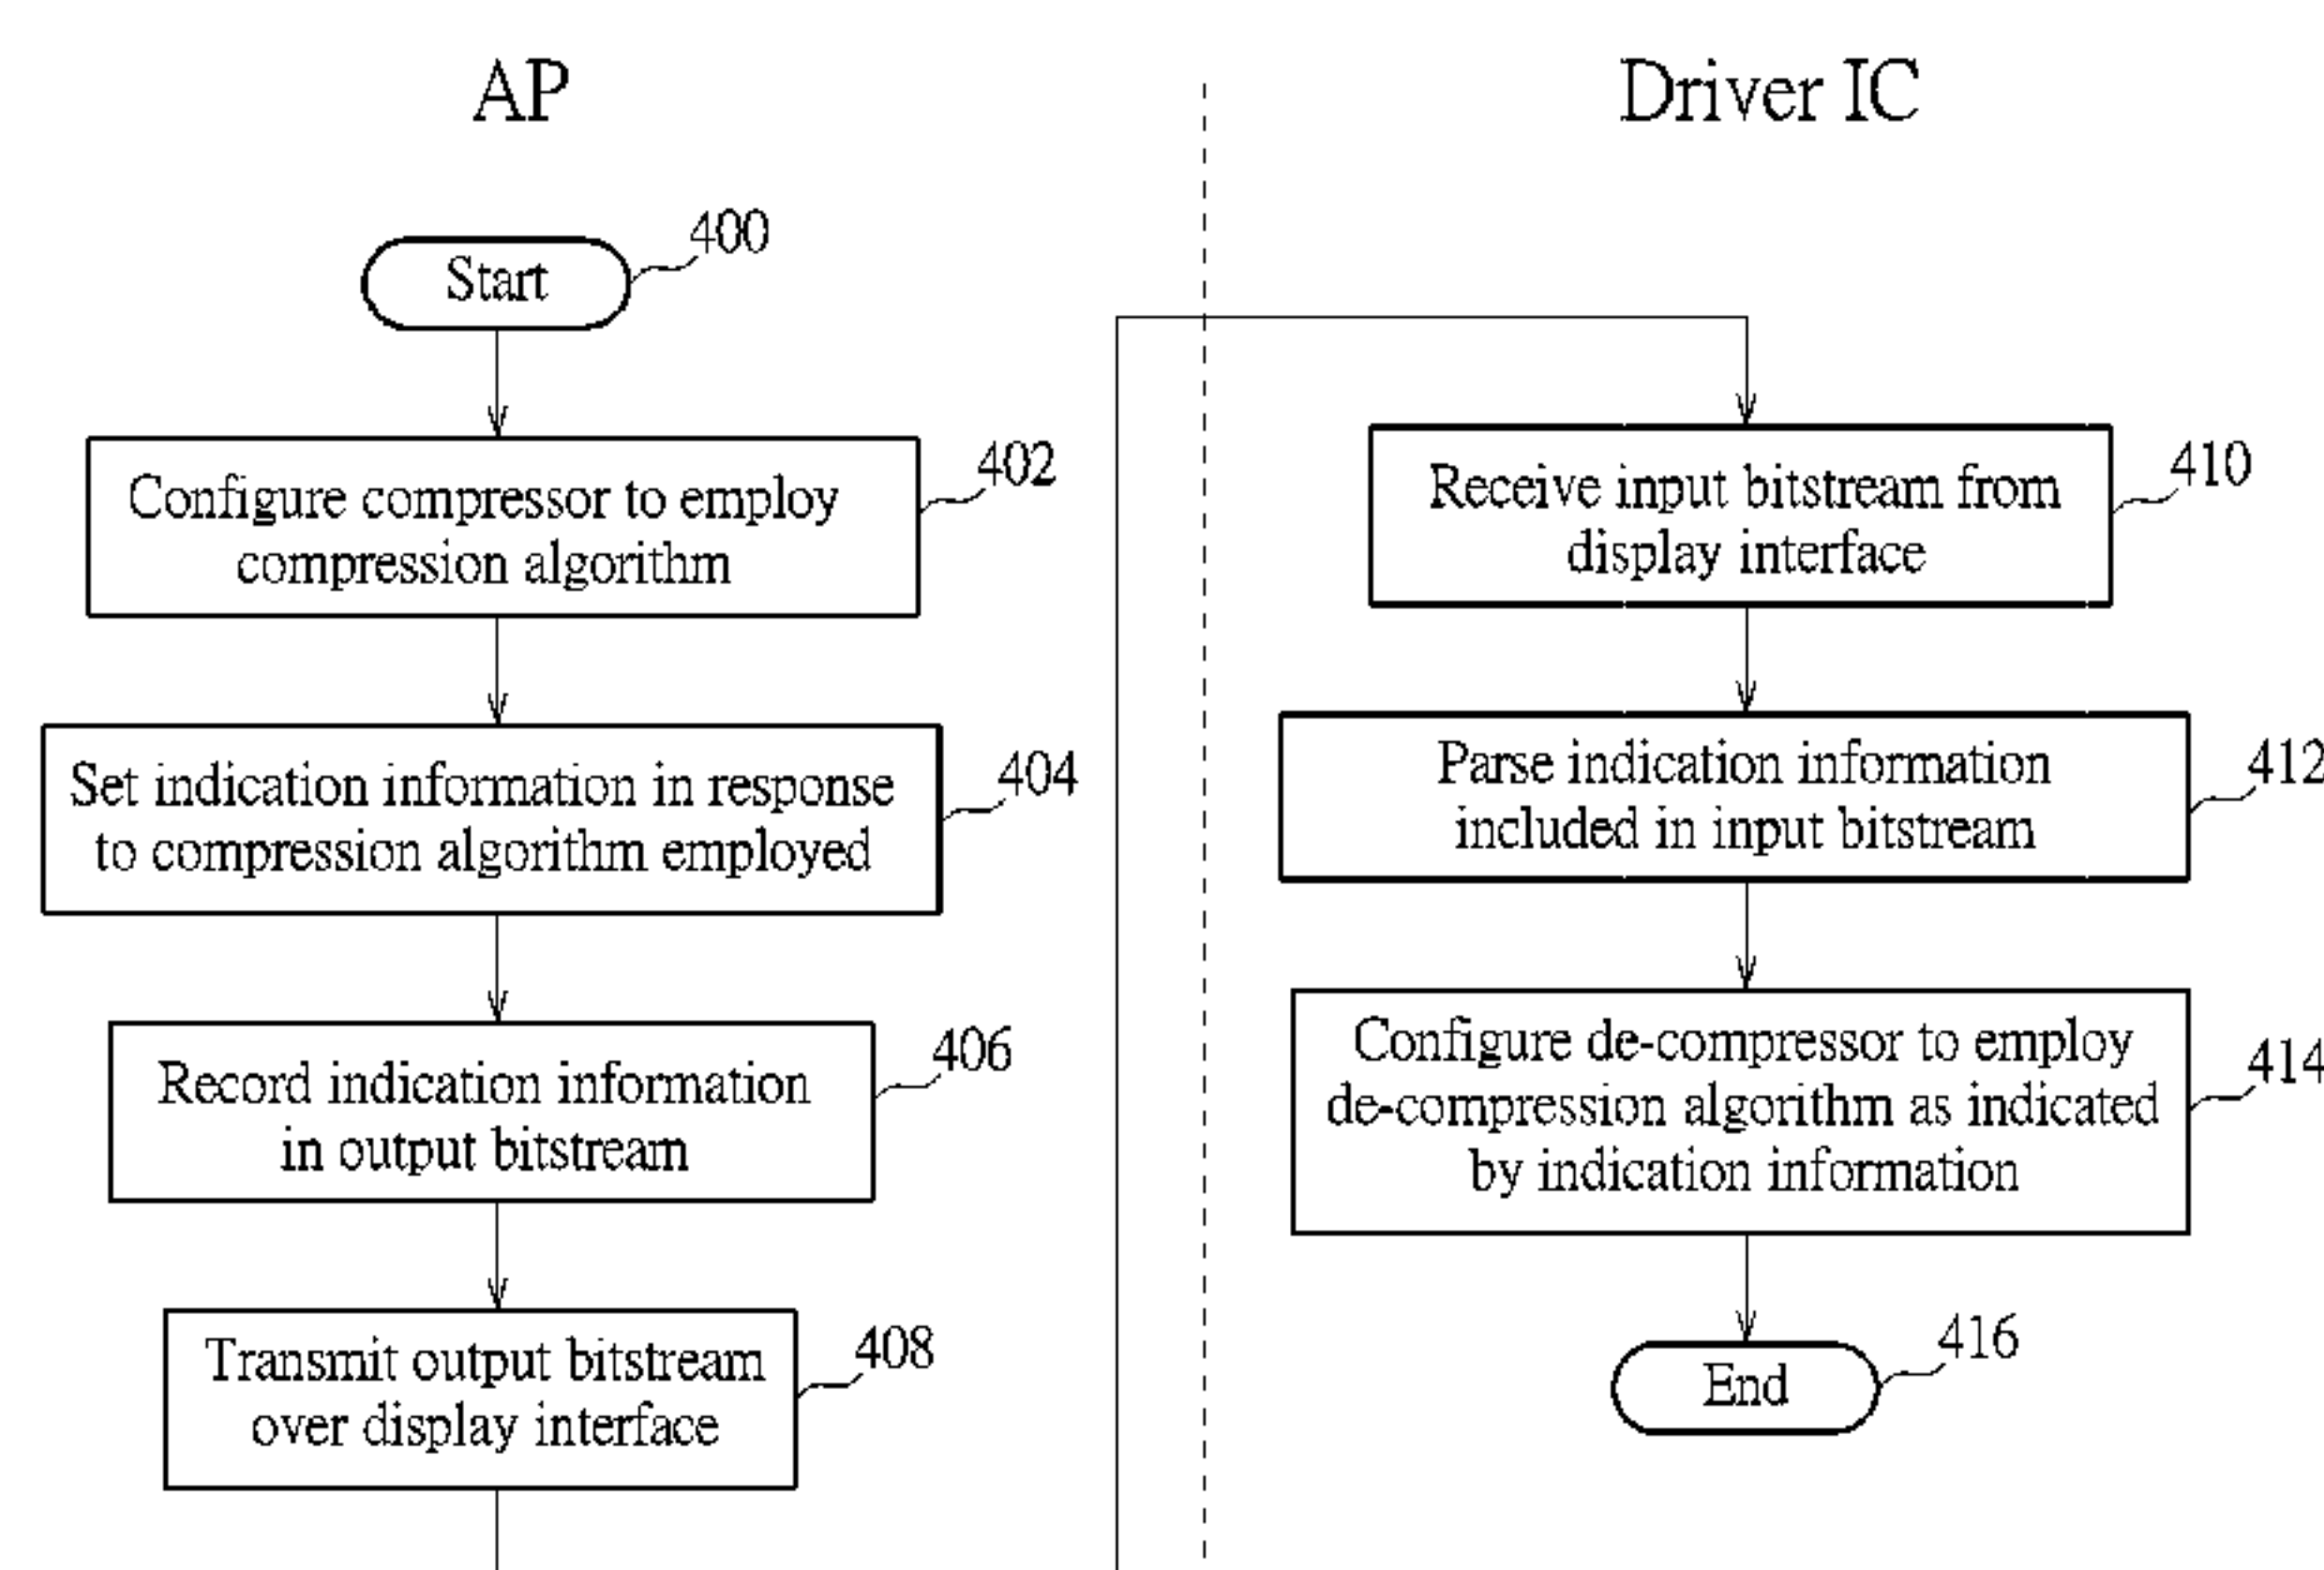 AP
Start
400
Configure compressor to employ
compression algorithm
402
Set indication information in response
to compression algorithm employed
404
Record indication information
in output bitstream
406
Transmit output bitstream
over display interface
408
Driver IC
Receive input bitstream from
display interface
410
Parse indication information
included in input bitstream
412
Configure de-compressor to employ
de-compression algorithm as indicated
by indication information
414
End
416